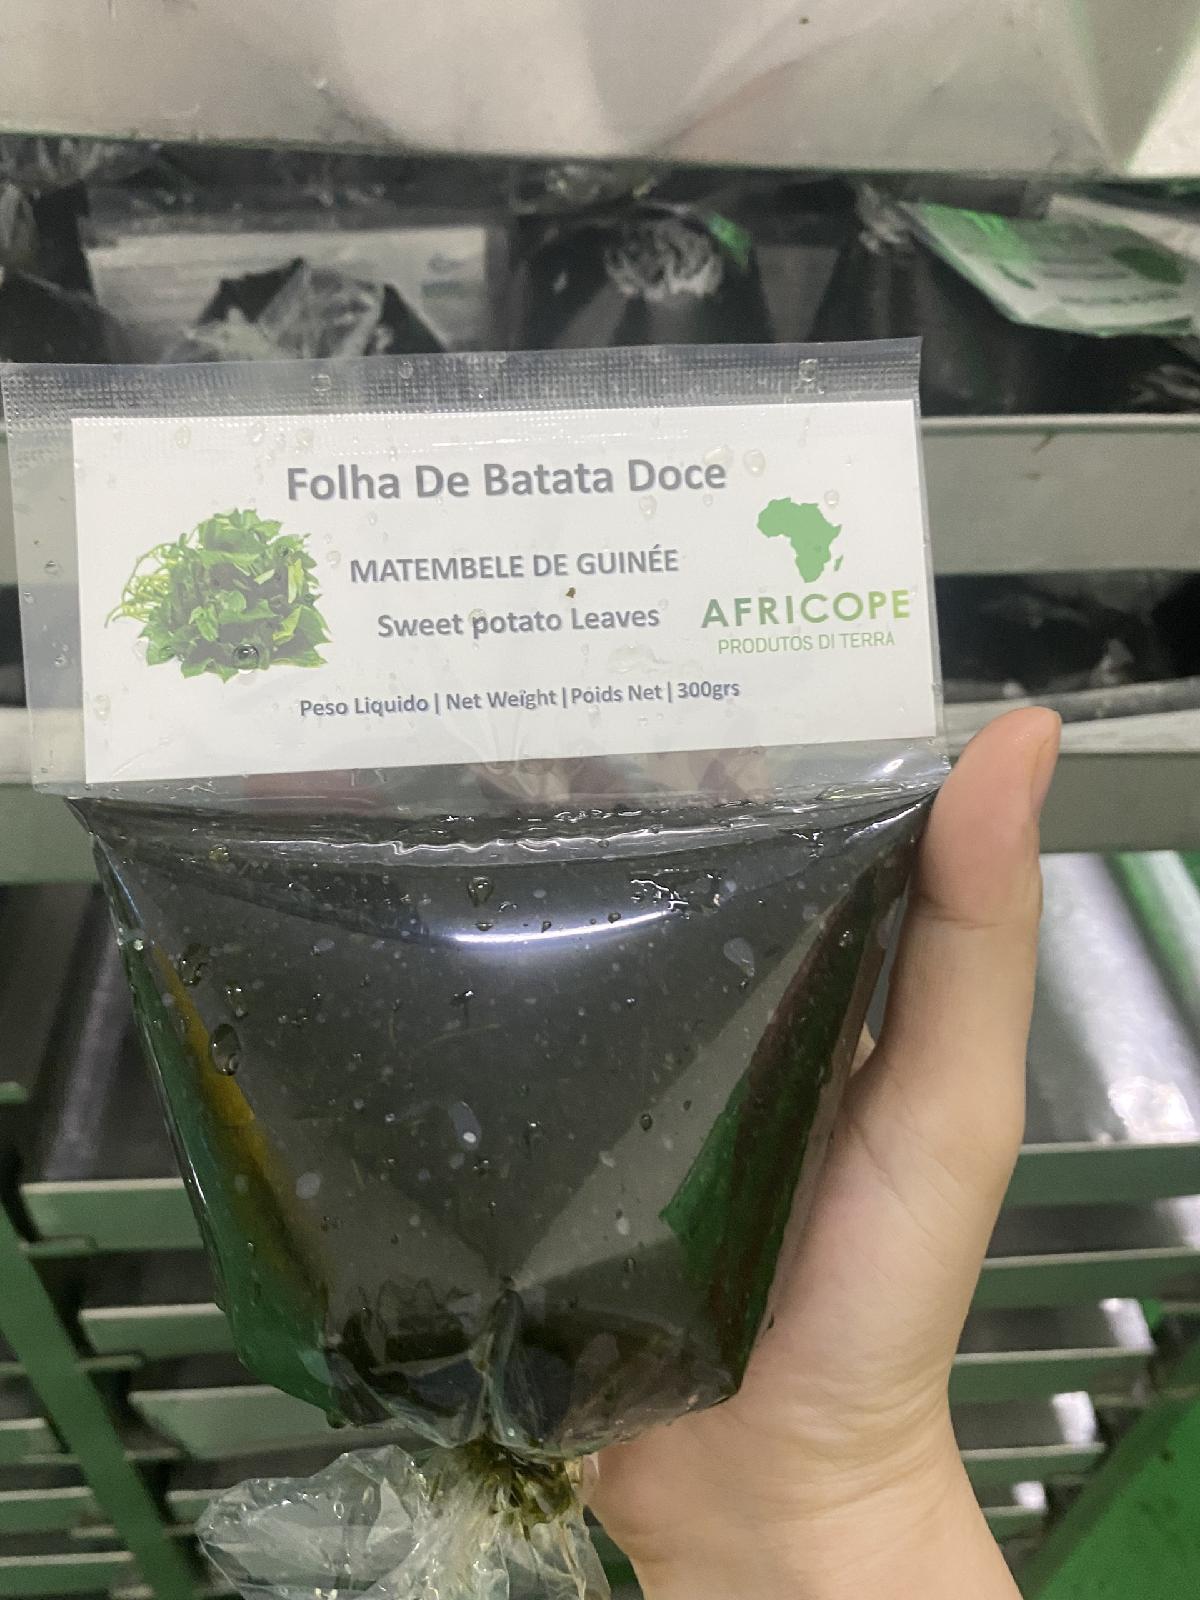 Folha De Batata Doce
MATEMBELE DE GUINÉE
Sweet potato Leaves
AFRICOPE
PRODUTOS DI TERRA
Peso Liquido | Net Weight | Poids Net | 300grs